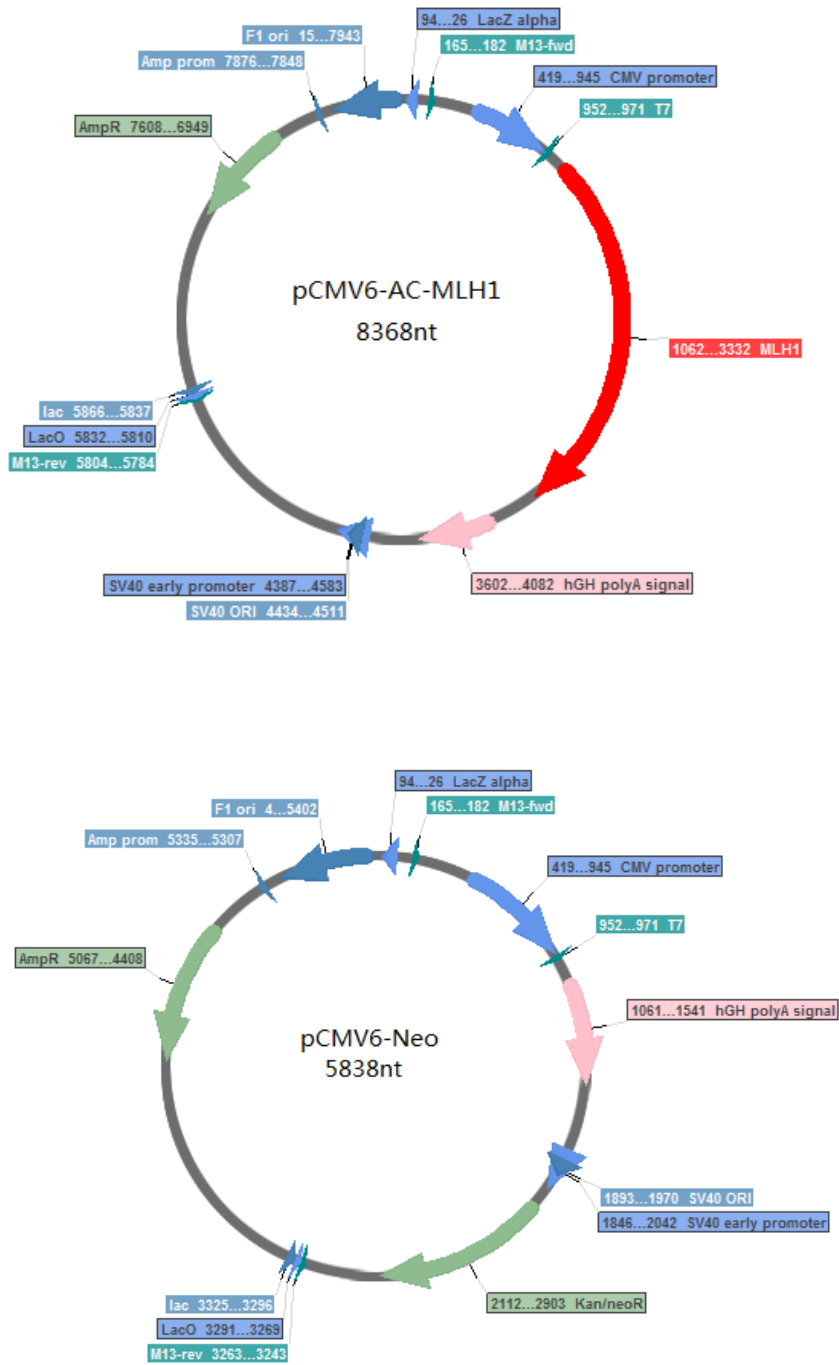 94...26 LacZ alpha
F1 ori 15...7943
165...182 M13-fwd
Amp prom 7876...7848
419...945 CMV promoter
952...971 T7
AmpR 7608...6949
pCMV6-AC-MLH1
8368nt
1062...3332 MLH1
lac 5866...5837
LacO 5832...5810
M13-rev 5804...5784
SV40 early promoter 4387...4583
3602...4082 hGH polyA signal
SV40 ORI 4434...4511
94...26 LacZ alpha
F1 ori 4...5402
165...182 M13-fwd
Amp prom 5335...5307
419...945 CMV promoter
952...971 T7
AmpR 5067...4408
1061...1541 hGH polyA signal
pCMV6-Neo
5838nt
1893...1970 SV40 ORI
1846...2042 SV40 early promoter
lac 3325...3296
2112...2903 Kan/neoR
LacO 3291...3269
M13-rev 3263...3243